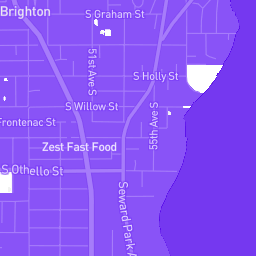 S Graham St
Brighton
51st Ave S
S Holly St
S Willow St
55th Ave S
Frontenac St
Zest Fast Food
S Othello St
Seward Park A